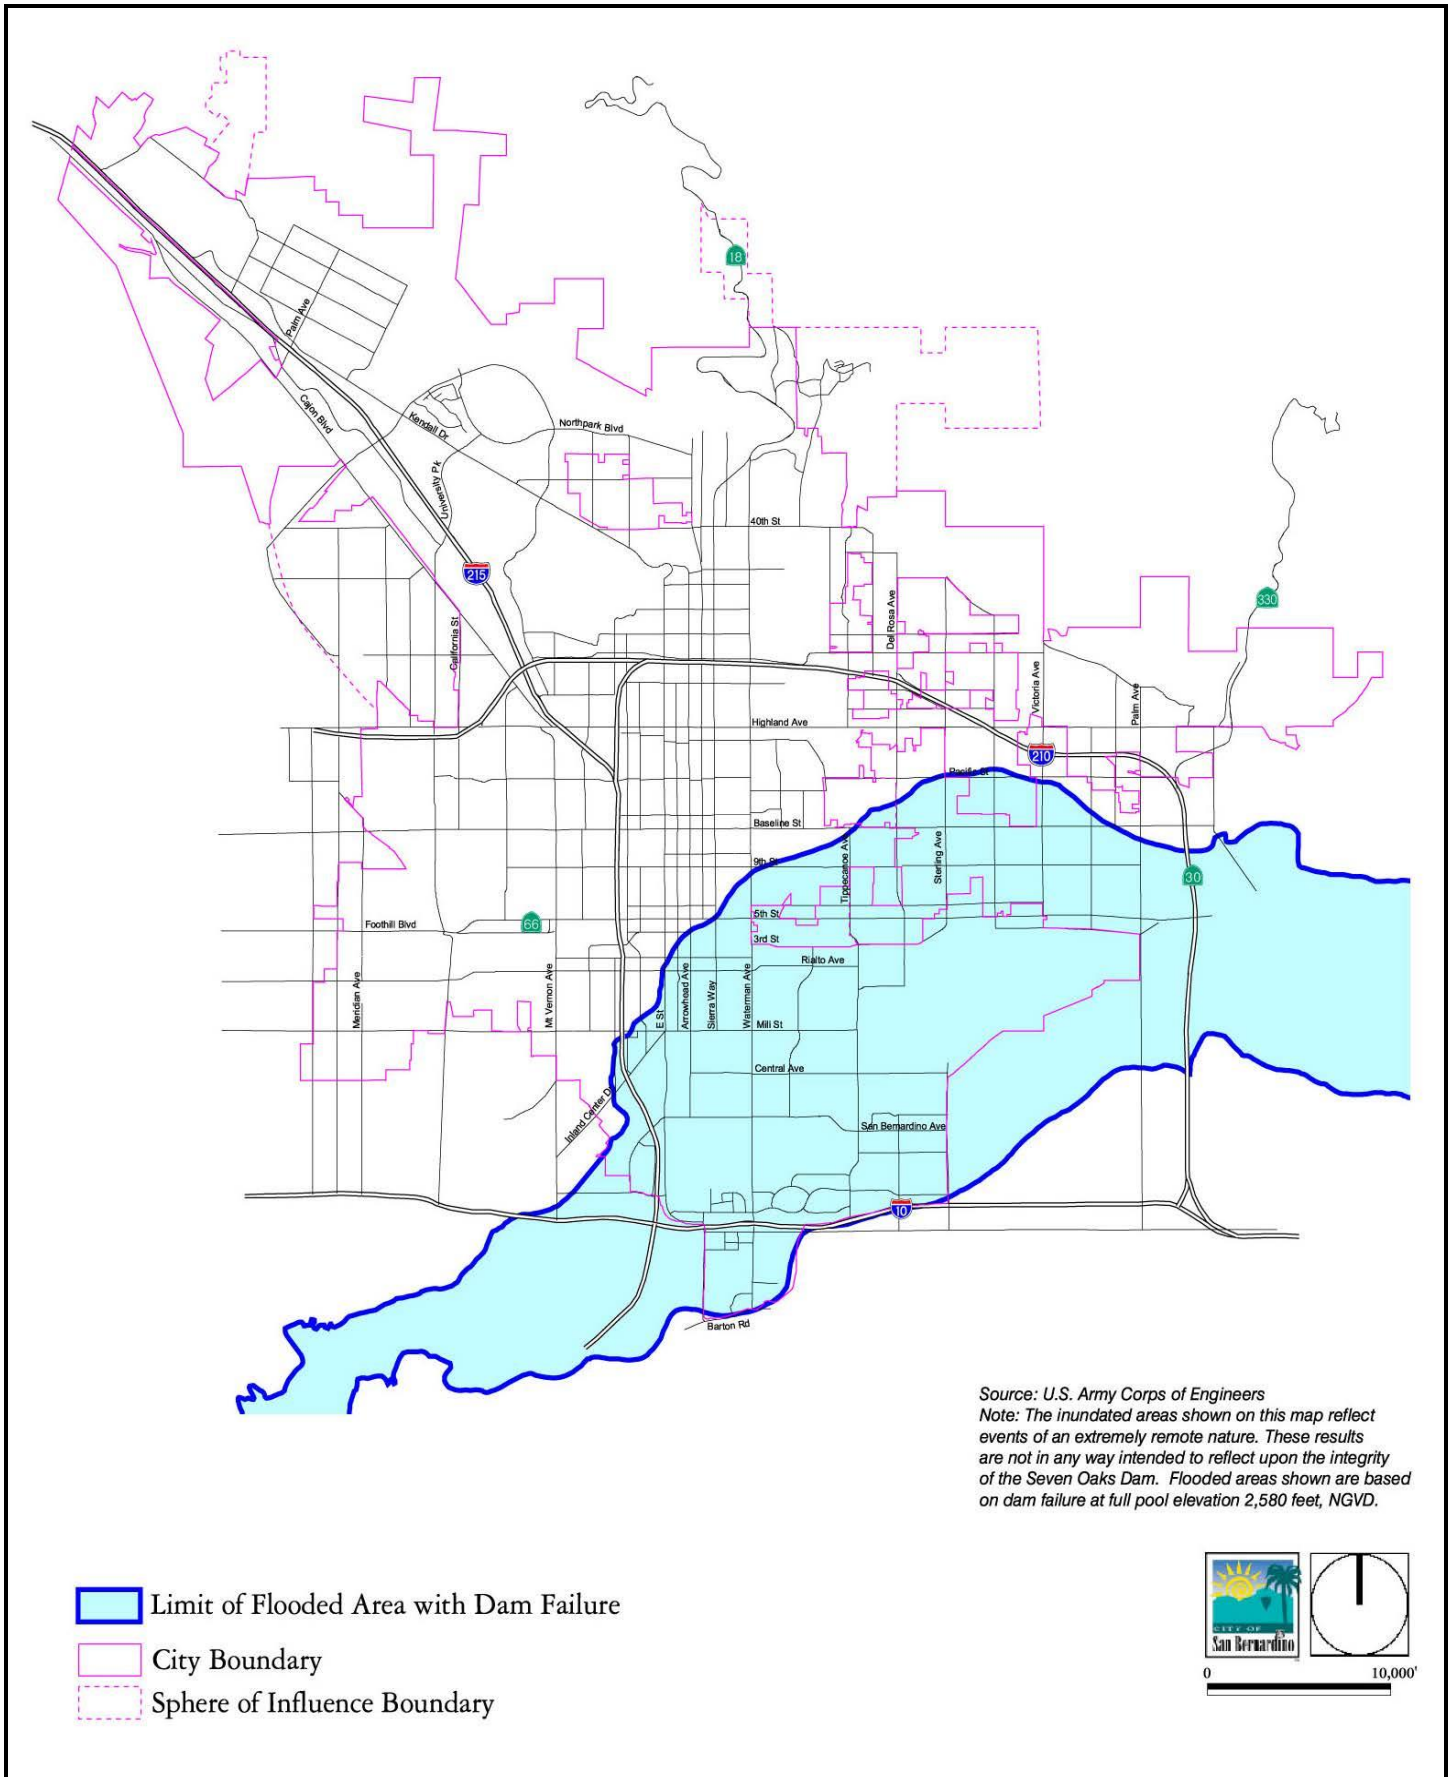 18
Palm Ave
Cajon Blvd
Kendall Dr
Northpark Blvd
University Pk
40th St
215
330
Del Rosa Ave
California St
Victoria Ave
Palm Ave
Highland Ave
210
Pacific St
Baseline St
Tippecanoe Av
Sterling Ave
9th St
30
5th St
Foothill Blvd
66
3rd St
Rialto Ave
Meridian Ave
Mt Vernon Ave
E St
Arrowhead Ave
Sierra Way
Waterman Ave
Mill St
Central Ave
Inland Center D
San Bernardino Ave
10
Barton Rd
Source: U.S. Army Corps of Engineers
Note: The inundated areas shown on this map reflect
events of an extremely remote nature. These results
are not in any way intended to reflect upon the integrity
of the Seven Oaks Dam.  Flooded areas shown are based
on dam failure at full pool elevation 2,580 feet, NGVD.
Limit of Flooded Area with Dam Failure
City Boundary
Sphere of Influence Boundary
CITY OF
San Bernardino
0 10,000'